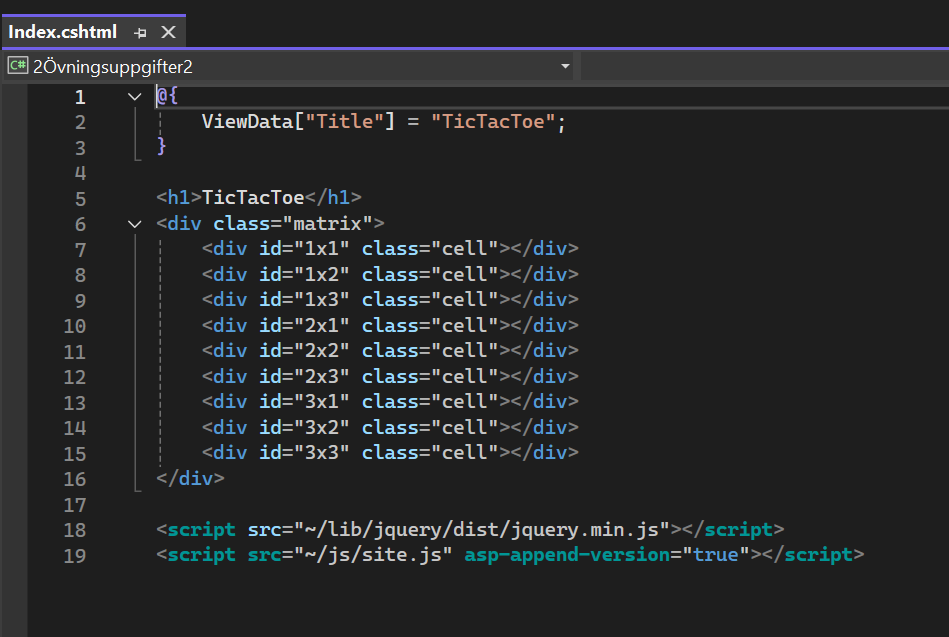 Index.cshtml
C# 2Övningsuppgifter2
1 @{
2 ViewData["Title"] = "TicTacToe";
3 }
4
5 <h1>TicTacToe</h1>
6 <div class="matrix">
7 <div id="1x1" class="cell"></div>
8 <div id="1x2" class="cell"></div>
9 <div id="1x3" class="cell"></div>
10 <div id="2x1" class="cell"></div>
11 <div id="2x2" class="cell"></div>
12 <div id="2x3" class="cell"></div>
13 <div id="3x1" class="cell"></div>
14 <div id="3x2" class="cell"></div>
15 <div id="3x3" class="cell"></div>
16 </div>
17
18 <script src="~/lib/jquery/dist/jquery.min.js"></script>
19 <script src="~/js/site.js" asp-append-version="true"></script>